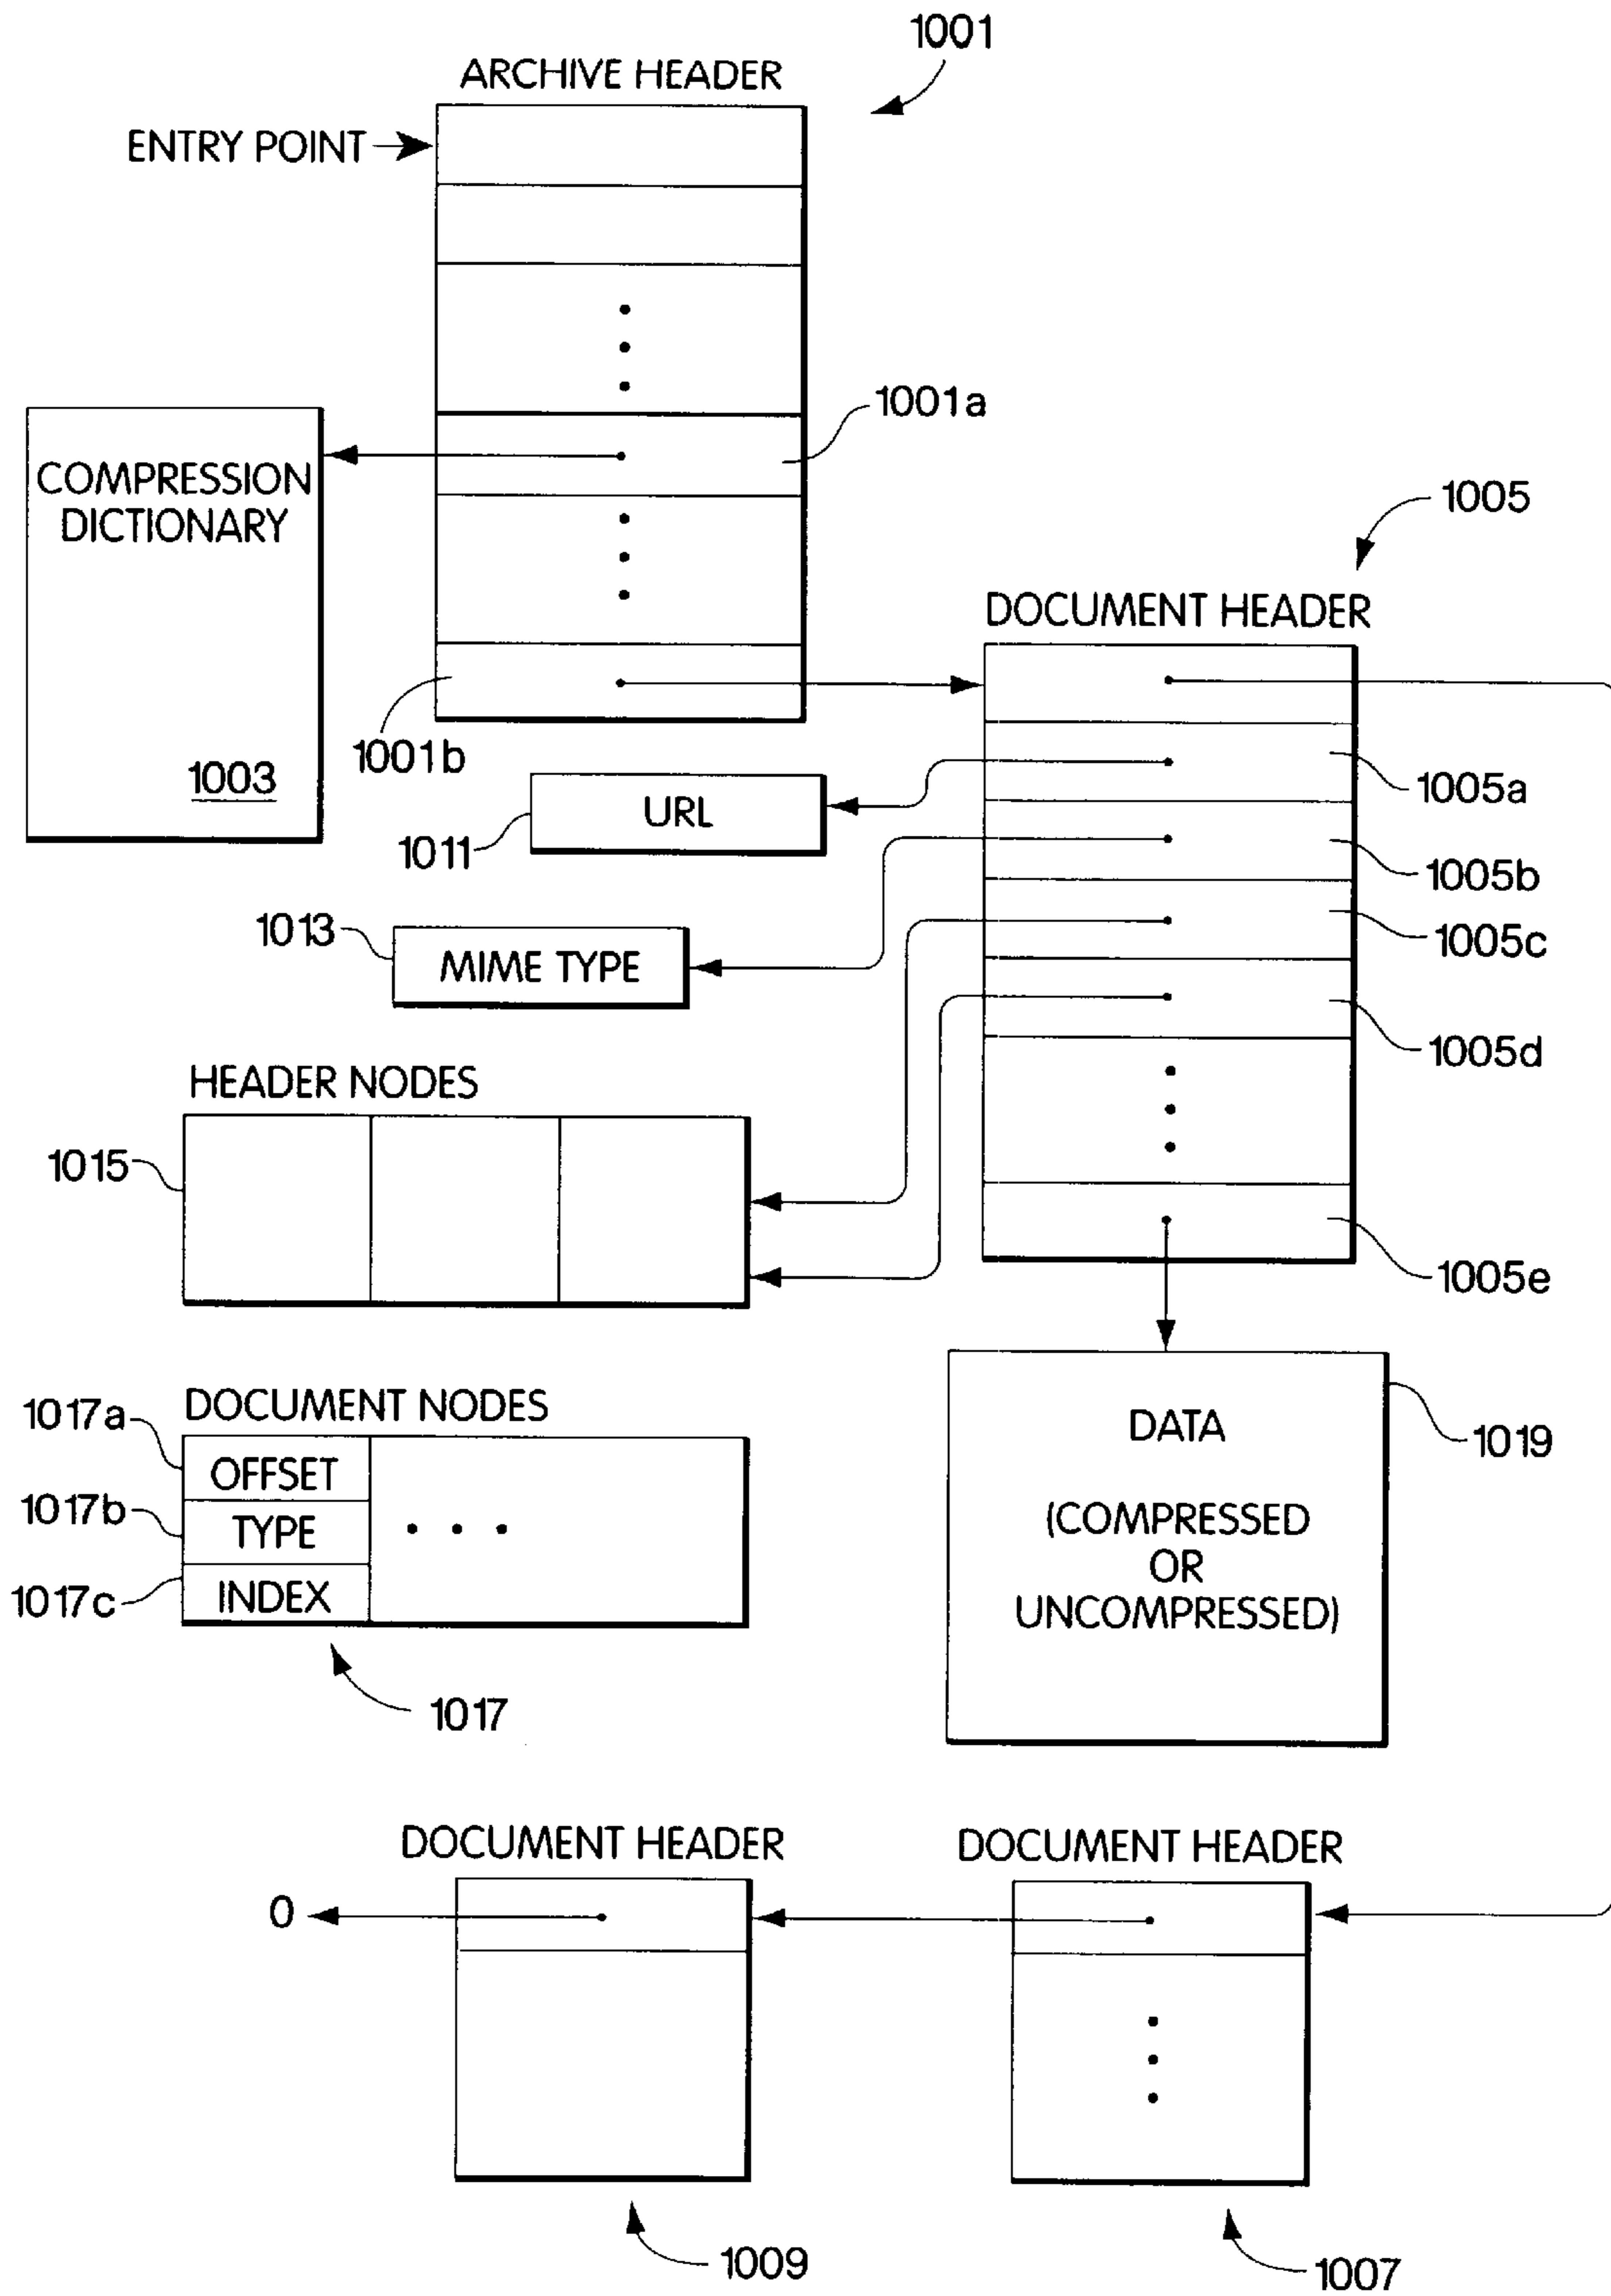 1001
ARCHIVE HEADER
ENTRY POINT
1001a
COMPRESSION
DICTIONARY
1003
1001b
1005
DOCUMENT HEADER
1005a
1005b
1005c
1005d
1005e
URL
1011
1013
MIME TYPE
HEADER NODES
1015
DOCUMENT NODES
1017a
OFFSET
1017b
TYPE
1017c
INDEX
1017
DATA
(COMPRESSED
OR
UNCOMPRESSED)
1019
DOCUMENT HEADER
0
1009
DOCUMENT HEADER
1007